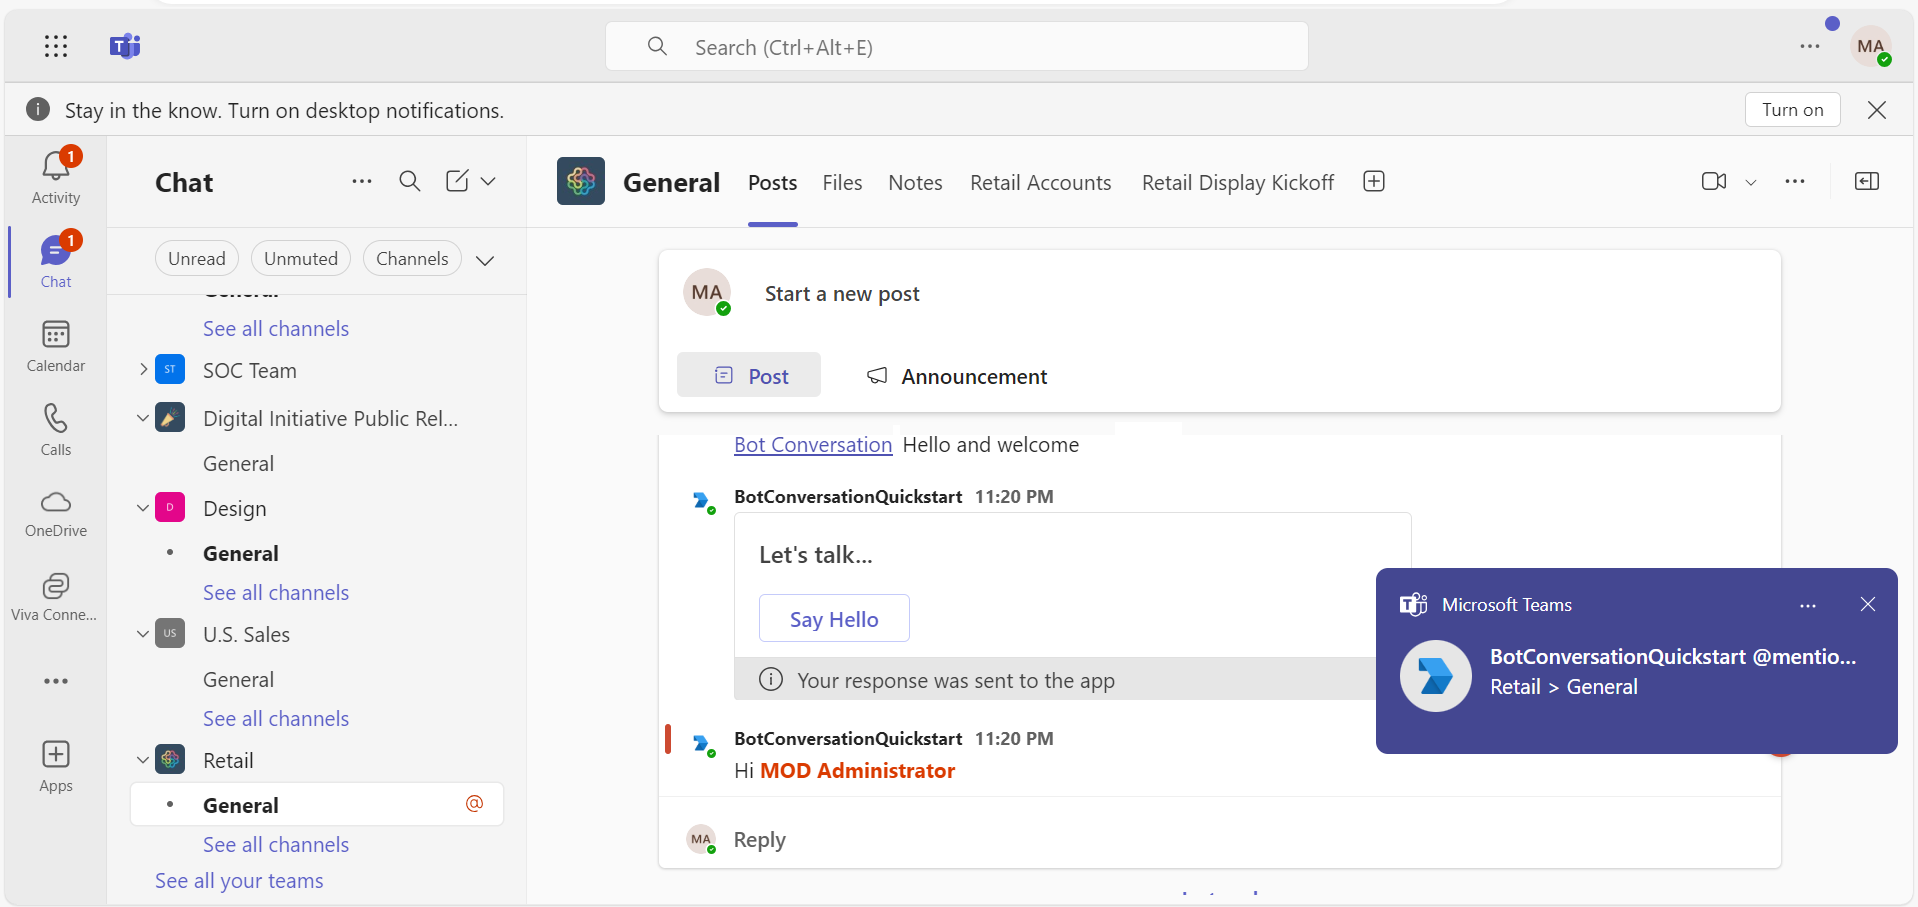 Search (Ctrl+Alt+E)
MA
Stay in the know. Turn on desktop notifications.
Turn on
1
Activity
1
Chat
Calendar
Calls
OneDrive
Viva Conne...
Apps
Chat
Unread
Unmuted
Channels
General
See all channels
ST
SOC Team
Digital Initiative Public Rel...
General
D
Design
General
See all channels
US
U.S. Sales
General
See all channels
Retail
General @
See all channels
See all your teams
General
Posts
Files
Notes
Retail Accounts
Retail Display Kickoff
MA
Start a new post
Post
Announcement
Bot Conversation Hello and welcome
BotConversationQuickstart 11:20 PM
Let's talk...
Say Hello
Your response was sent to the app
BotConversationQuickstart 11:20 PM
Hi MOD Administrator
MA
Reply
Microsoft Teams
BotConversationQuickstart @mentio...
Retail > General